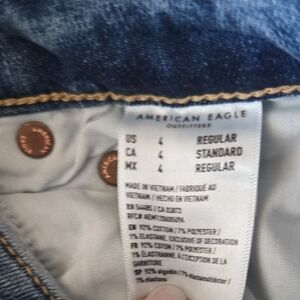 AMERICAN EAGLE
OUTFITTERS
US 4 REGULAR
CA 4 STANDARD
MX 4 REGULAR
MADE IN VIETNAM / FABRIQUÉ AU
VIETNAM / HECHO EN VIETNAM
EN 92% COTTON / 7% POLYESTER /
1% ELASTANE, EXCLUSIVE OF DECORATION
FR 92% COTON / 7% POLYESTER /
1% ÉLASTHANNE À L'EXCEPTION DE LA
GARNITURE
SP 92% algodón / 7%
1% elastano
AMERICAN